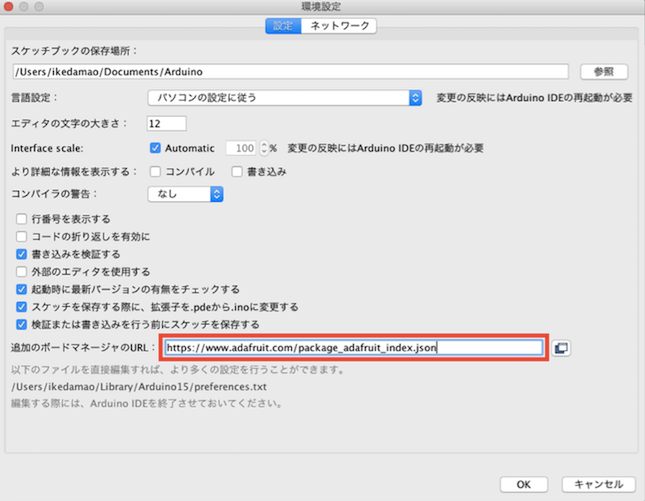 環境設定
設定 ネットワーク
スケッチブックの保存場所：
/Users/ikedamao/Documents/Arduino 参照
言語設定： パソコンの設定に従う 変更の反映にはArduino IDEの再起動が必要
エディタの文字の大きさ： 12
Interface scale: Automatic 100 % 変更の反映にはArduino IDEの再起動が必要
より詳細な情報を表示する： コンパイル 書き込み
コンパイラの警告： なし
行番号を表示する
コードの折り返しを有効に
書き込みを検証する
外部のエディタを使用する
起動時に最新バージョンの有無をチェックする
スケッチを保存する際に、拡張子を.pdeから.inoに変更する
検証または書き込みを行う前にスケッチを保存する
追加のボードマネージャのURL： https://www.adafruit.com/package_adafruit_index.json
以下のファイルを直接編集すれば、より多くの設定を行うことができます。
/Users/ikedamao/Library/Arduino15/preferences.txt
編集する際には、Arduino IDEを終了させておいてください。
OK キャンセル